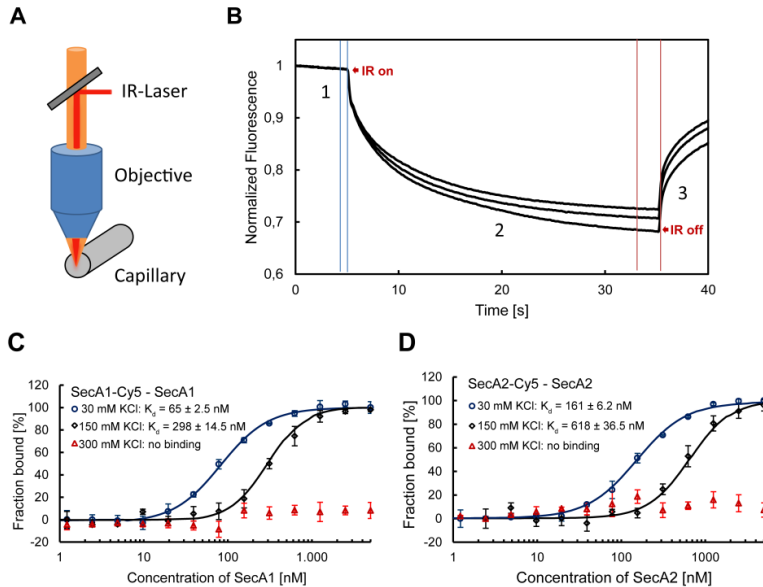 A
IR-Laser
Objective
Capillary
B
Normalized Fluorescence
1
0,9
0,8
0,7
0,6
0
10
20
30
40
Time [s]
1
2
3
IR on
IR off
C
Fraction bound [%]
120
100
80
60
40
20
0
-20
SecA1-Cy5 - SecA1
30 mM KCl: Kd = 65 ± 2.5 nM
150 mM KCl: Kd = 298 ± 14.5 nM
300 mM KCl: no binding
1
10
100
1.000
Concentration of SecA1 [nM]
D
Fraction bound [%]
120
100
80
60
40
20
0
-20
SecA2-Cy5 - SecA2
30 mM KCl: Kd = 161 ± 6.2 nM
150 mM KCl: Kd = 618 ± 36.5 nM
300 mM KCl: no binding
1
10
100
1000
Concentration of SecA2 [nM]